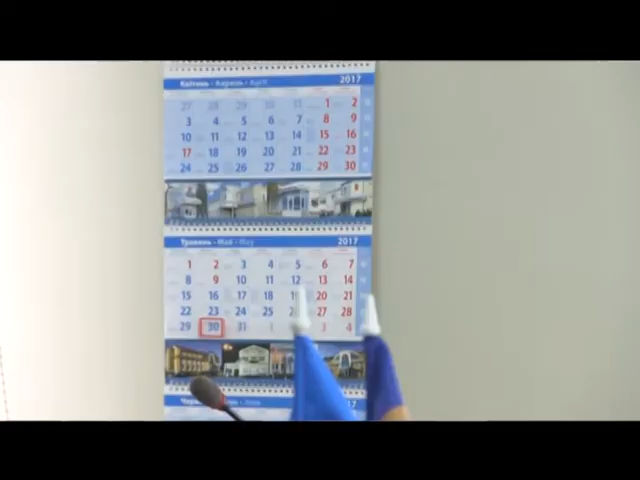 Квітень - Апрель - April 2017
27 28 29 30 31 1 2
3 4 5 6 7 8 9
10 11 12 13 14 15 16
17 18 19 20 21 22 23
24 25 26 27 28 29 30
Травень - Май - May 2017
1 2 3 4 5 6 7
8 9 10 11 12 13 14
15 16 17 18 19 20 21
22 23 24 25 27 28
29 30 31 1 3 4